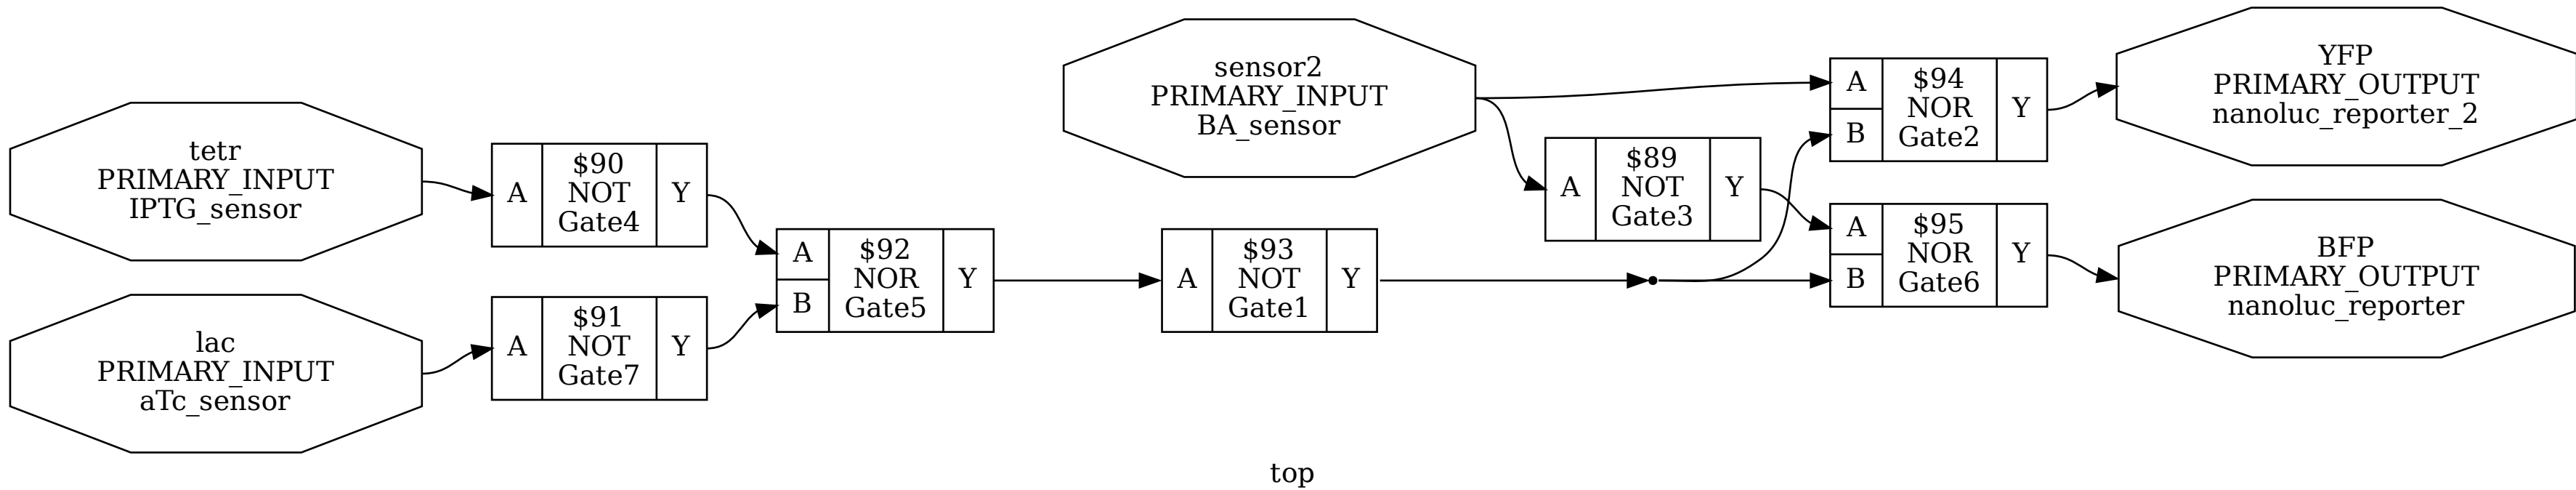 tetr
PRIMARY_INPUT
IPTG_sensor
lac
PRIMARY_INPUT
aTc_sensor
A
$90
NOT
Gate4
Y
A
$91
NOT
Gate7
Y
A
B
$92
NOR
Gate5
Y
sensor2
PRIMARY_INPUT
BA_sensor
A
$93
NOT
Gate1
Y
A
$89
NOT
Gate3
Y
A
B
$94
NOR
Gate2
Y
A
B
$95
NOR
Gate6
Y
YFP
PRIMARY_OUTPUT
nanoluc_reporter_2
BFP
PRIMARY_OUTPUT
nanoluc_reporter
top